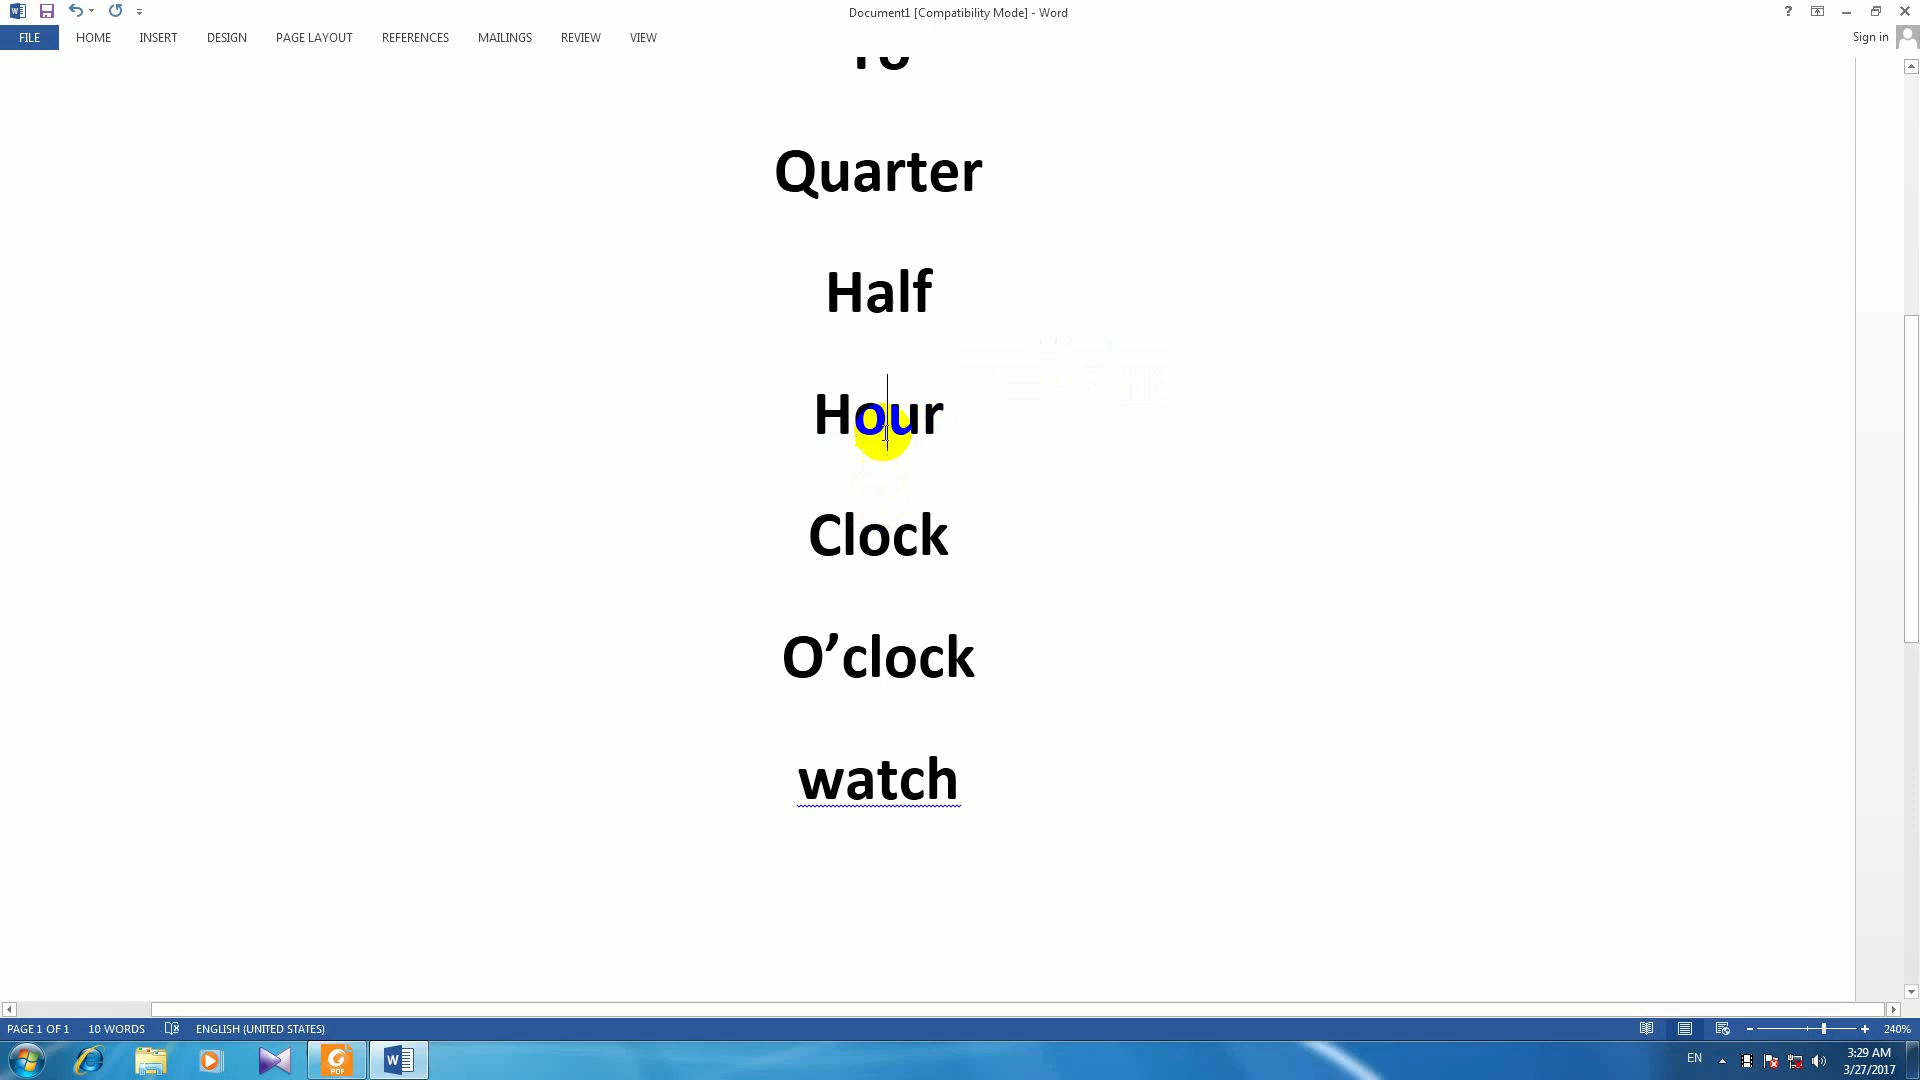 Document1 [Compatibility Mode] - Word
FILE HOME INSERT DESIGN PAGE LAYOUT REFERENCES MAILINGS REVIEW VIEW
Sign in
To
Quarter
Half
Hour
Clock
O’clock
watch
PAGE 1 OF 1 10 WORDS ENGLISH (UNITED STATES) 240%
EN 3:29 AM
3/27/2017